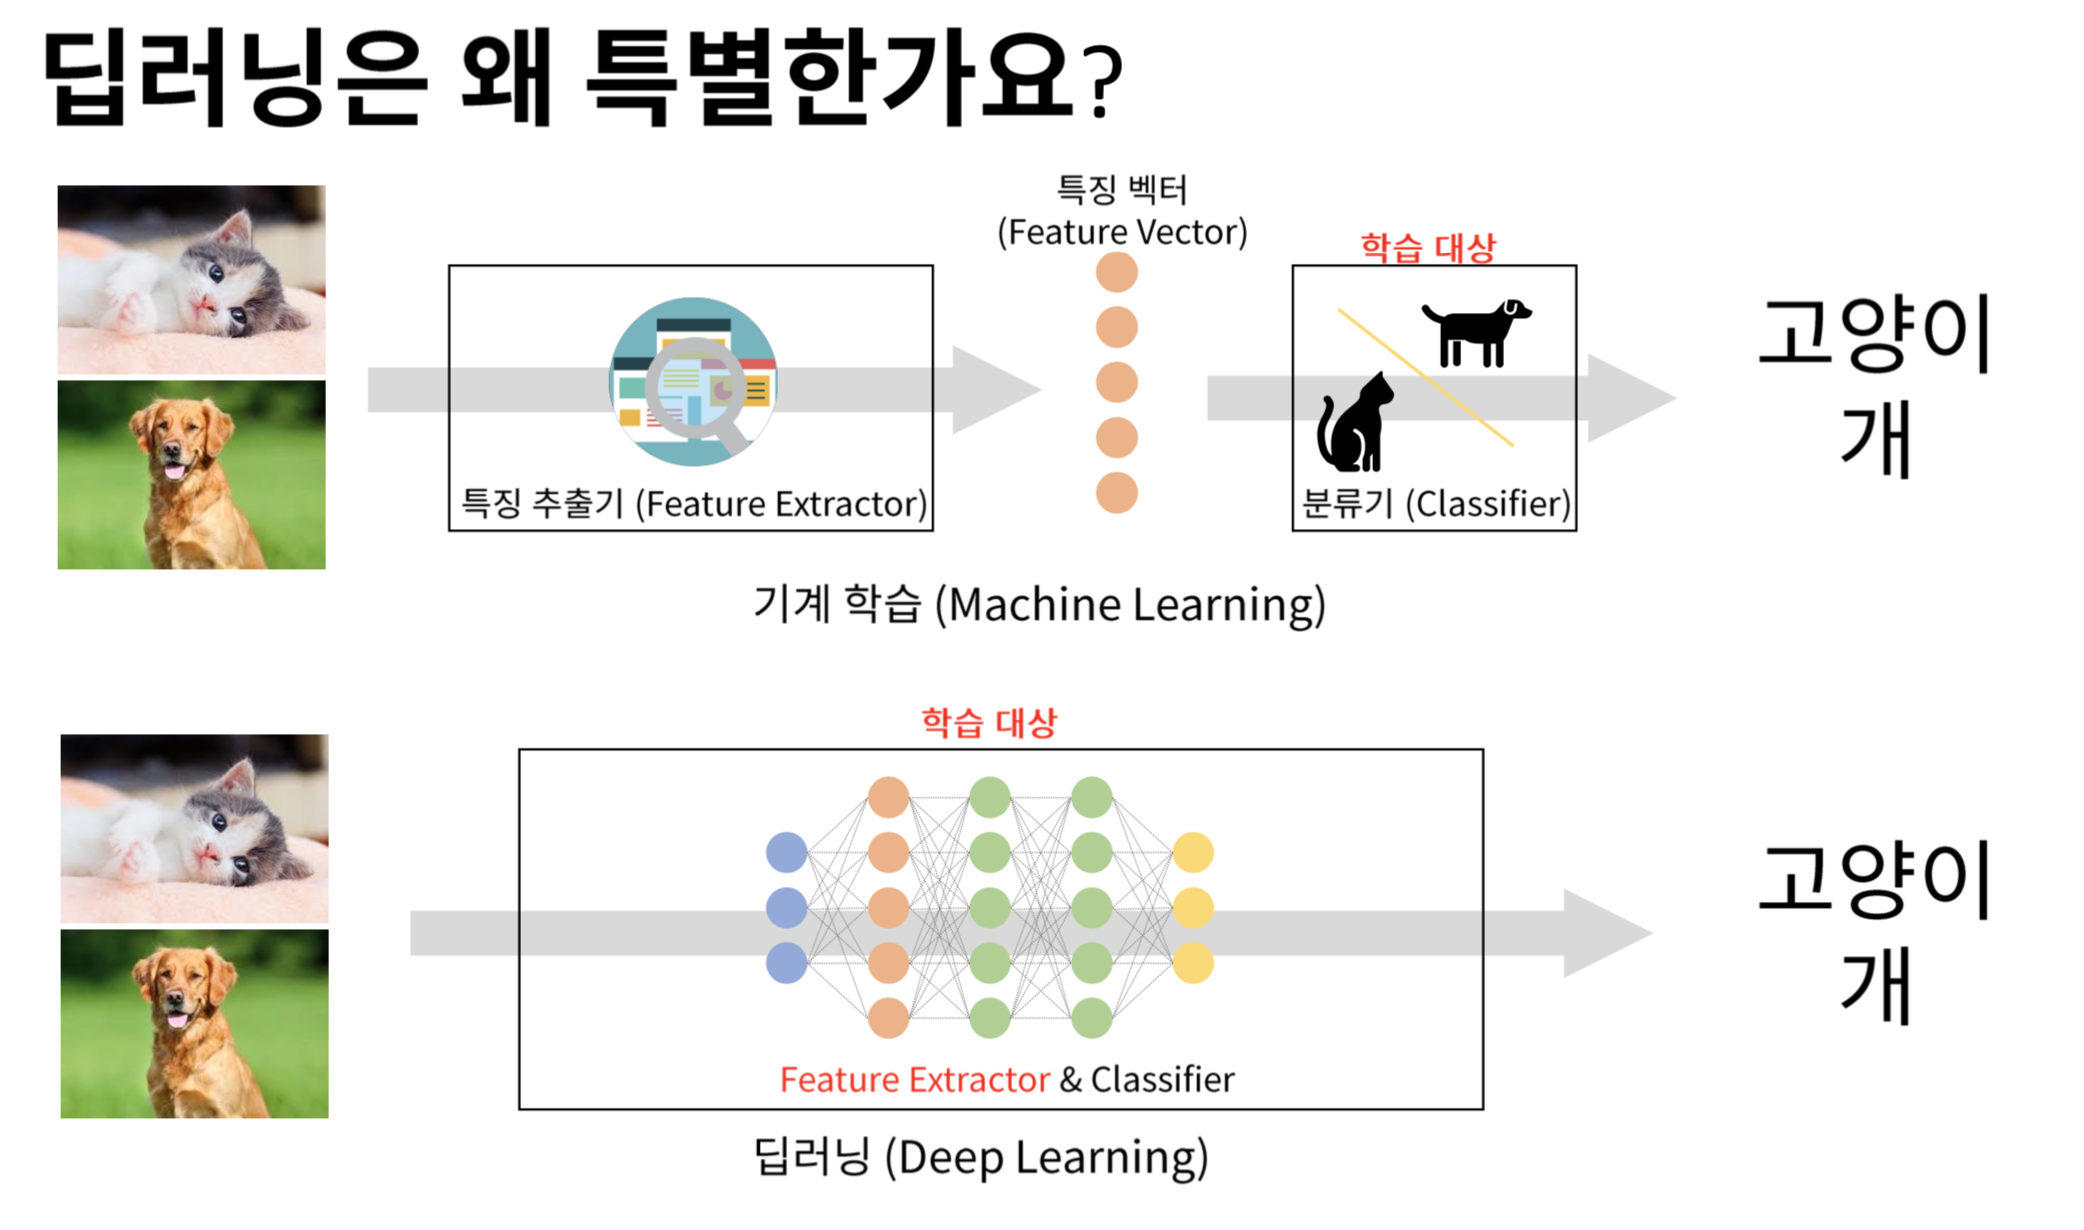 딥러닝은 왜 특별한가요?
특징 벡터
(Feature Vector)
학습 대상
특징 추출기 (Feature Extractor)
분류기 (Classifier)
고양이
개
기계 학습 (Machine Learning)
학습 대상
Feature Extractor & Classifier
고양이
개
딥러닝 (Deep Learning)